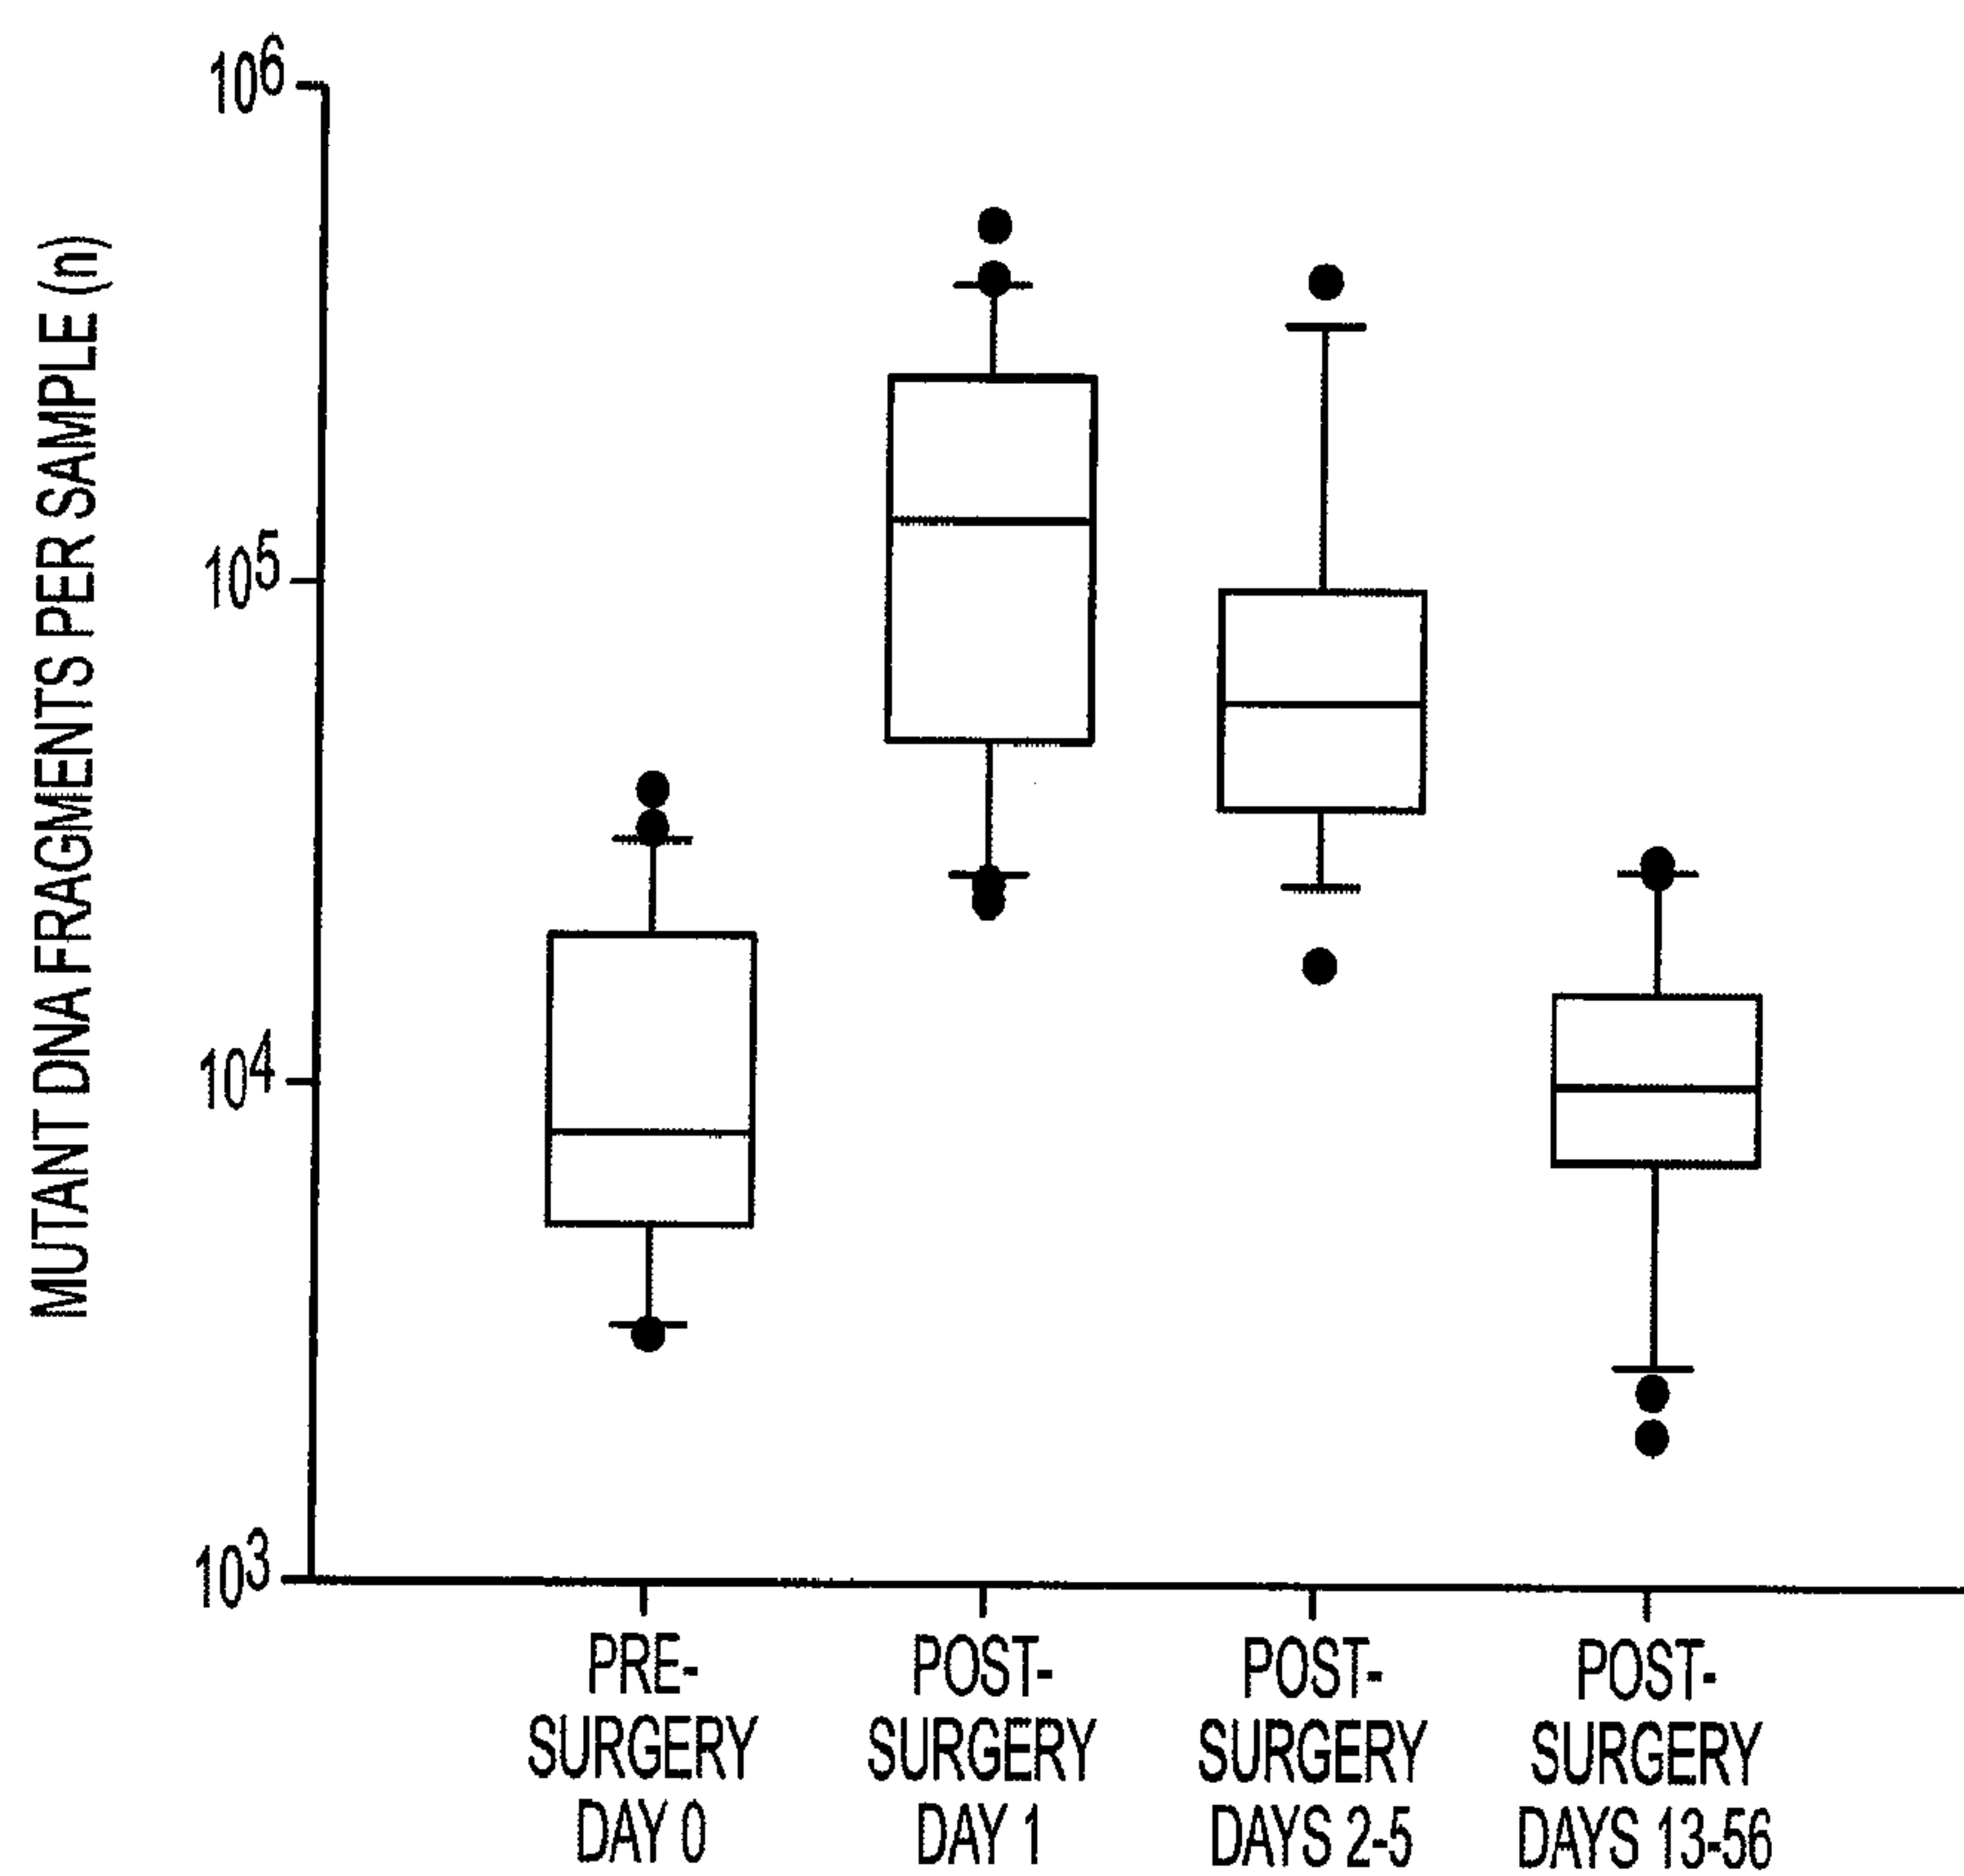 MUTANT DNA FRAGMENTS PER SAMPLE (n)
10⁶
10⁵
10⁴
10³
PRE-
SURGERY
DAY 0
POST-
SURGERY
DAY 1
POST-
SURGERY
DAYS 2-5
POST-
SURGERY
DAYS 13-56